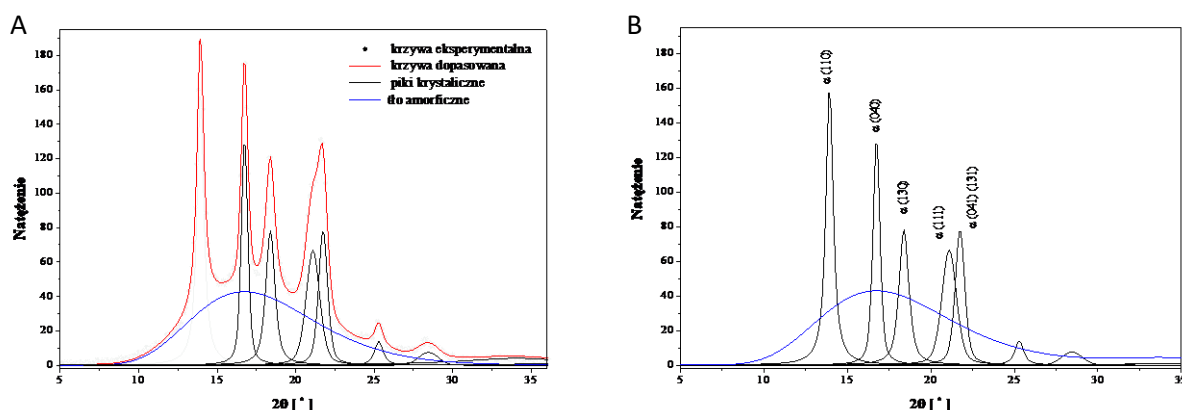 A
B
krzywa eksperymentalna
krzywa dopasowana
piki krystaliczne
tło amorficzne
Natężenie
180
160
140
120
100
80
60
40
20
0
5
10
15
20
25
30
35
2θ [°]
α (110)
α (040)
α (130)
α (111)
α (041) (131)
Natężenie
180
160
140
120
100
80
60
40
20
0
5
10
15
20
25
30
35
2θ [°]